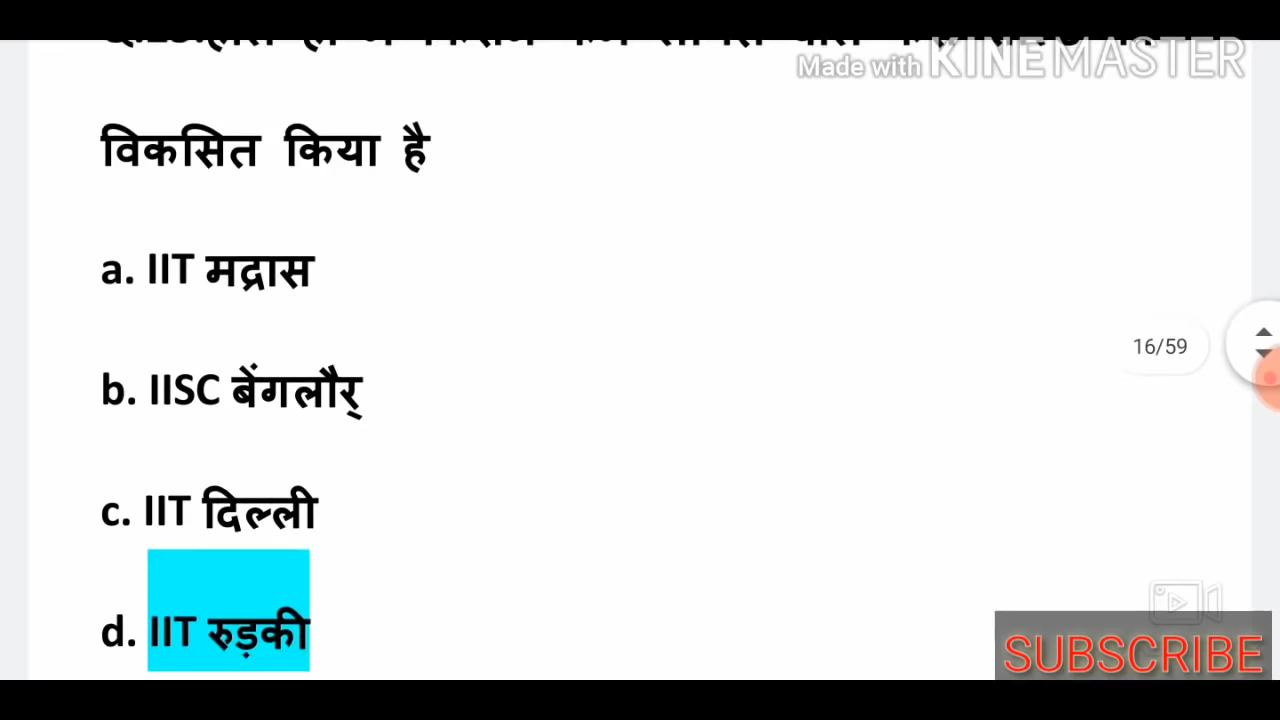 Made with KINEMASTER
विकसित किया है
a. IIT मद्रास
b. IISC बेंगलौर्
16/59
c. IIT दिल्ली
d. IIT रुड़की
SUBSCRIBE